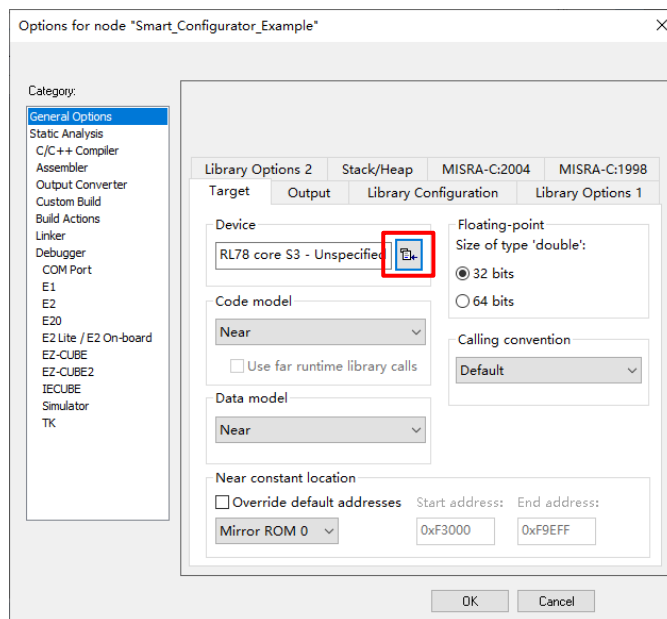 Options for node "Smart_Configurator_Example"
Category:
General Options
Static Analysis
C/C++ Compiler
Assembler
Output Converter
Custom Build
Build Actions
Linker
Debugger
COM Port
E1
E2
E20
E2 Lite / E2 On-board
EZ-CUBE
EZ-CUBE2
IECUBE
Simulator
TK
Library Options 2 Stack/Heap MISRA-C:2004 MISRA-C:1998
Target Output Library Configuration Library Options 1
Device
RL78 core S3 - Unspecified
Code model
Near
Use far runtime library calls
Data model
Near
Floating-point
Size of type 'double':
32 bits
64 bits
Calling convention
Default
Near constant location
Override default addresses Start address: End address:
Mirror ROM 0 0xF3000 0xF9EFF
OK Cancel